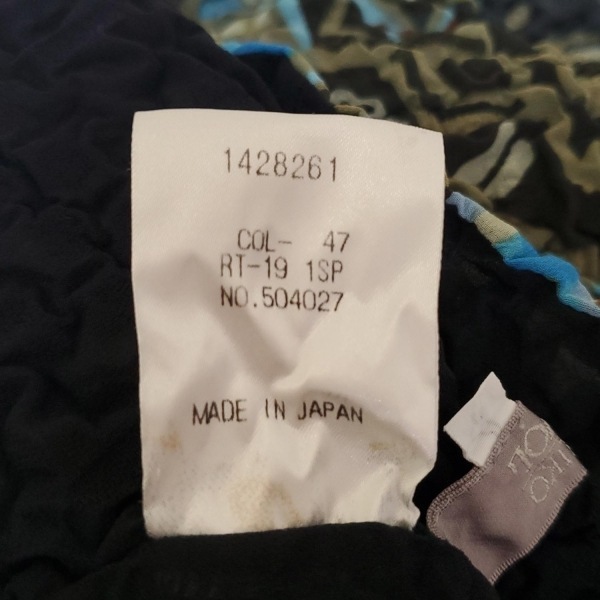 1428261
COL- 47
RT-19 1SP
NO.504027
MADE IN JAPAN